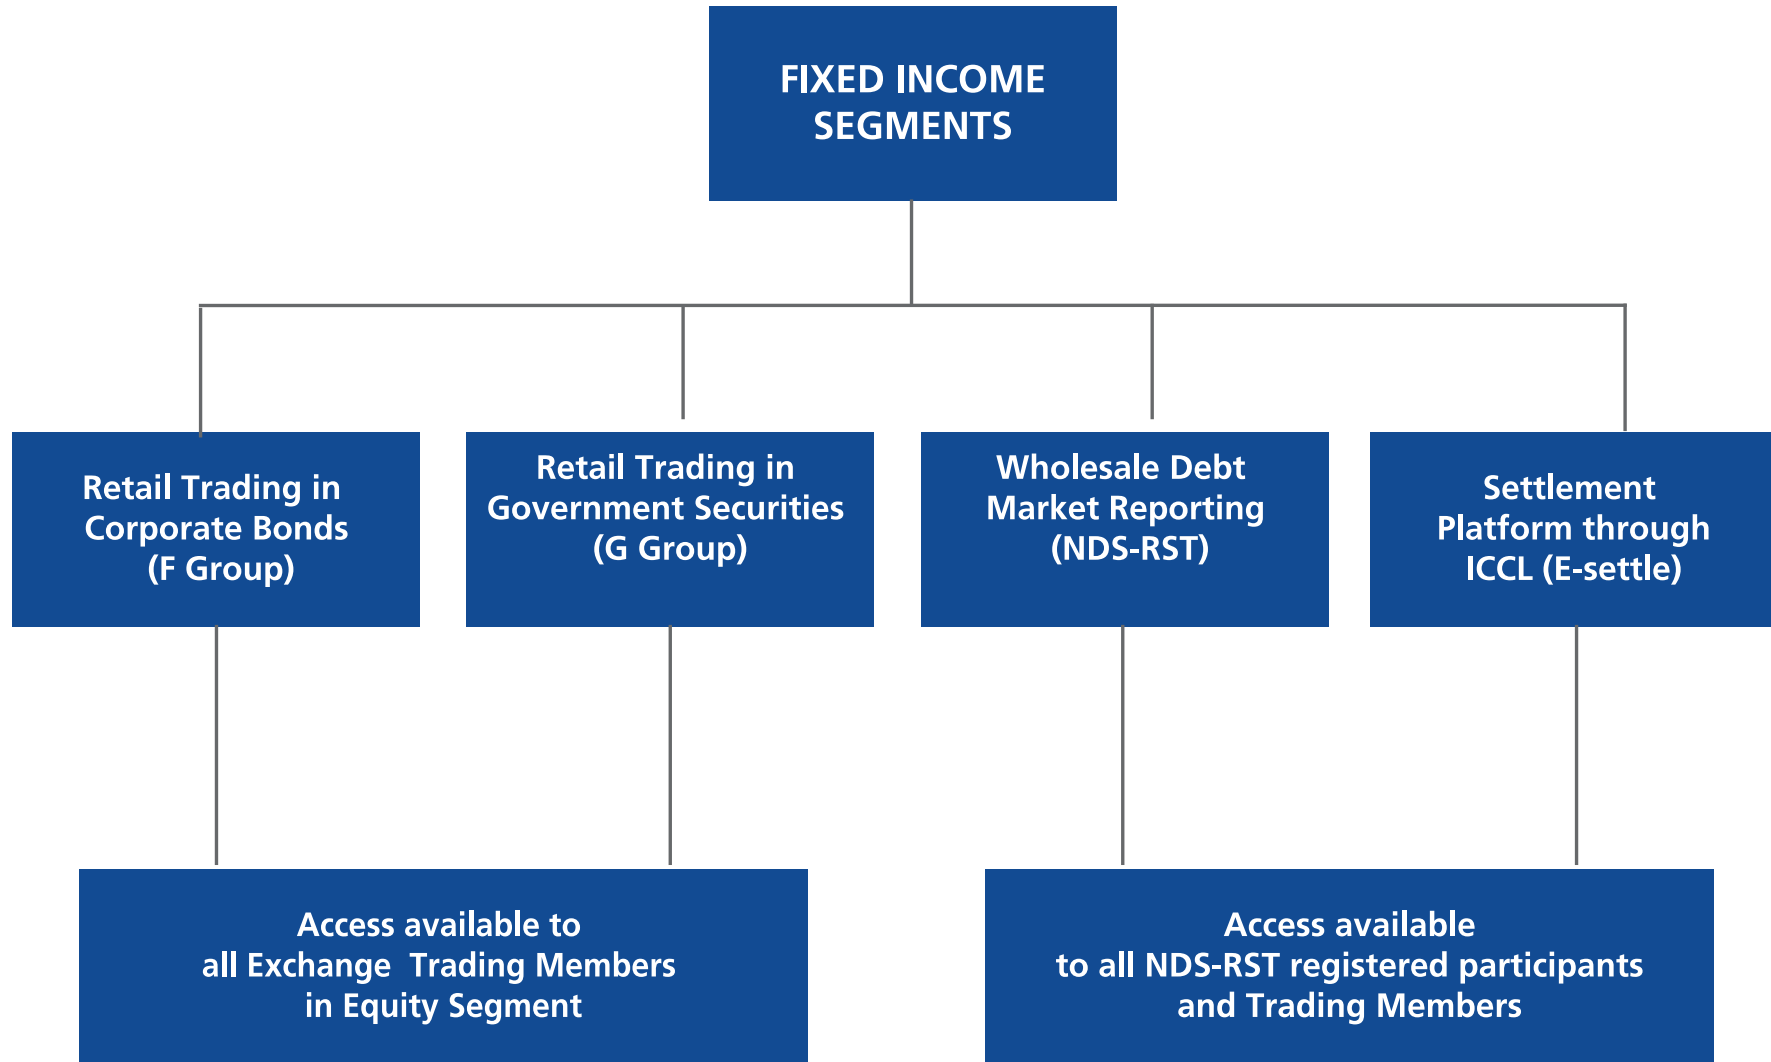 FIXED INCOME
SEGMENTS
Retail Trading in
Corporate Bonds
(F Group)
Retail Trading in
Government Securities
(G Group)
Wholesale Debt
Market Reporting
(NDS-RST)
Settlement
Platform through
ICCL (E-settle)
Access available to
all Exchange Trading Members
in Equity Segment
Access available
to all NDS-RST registered participants
and Trading Members